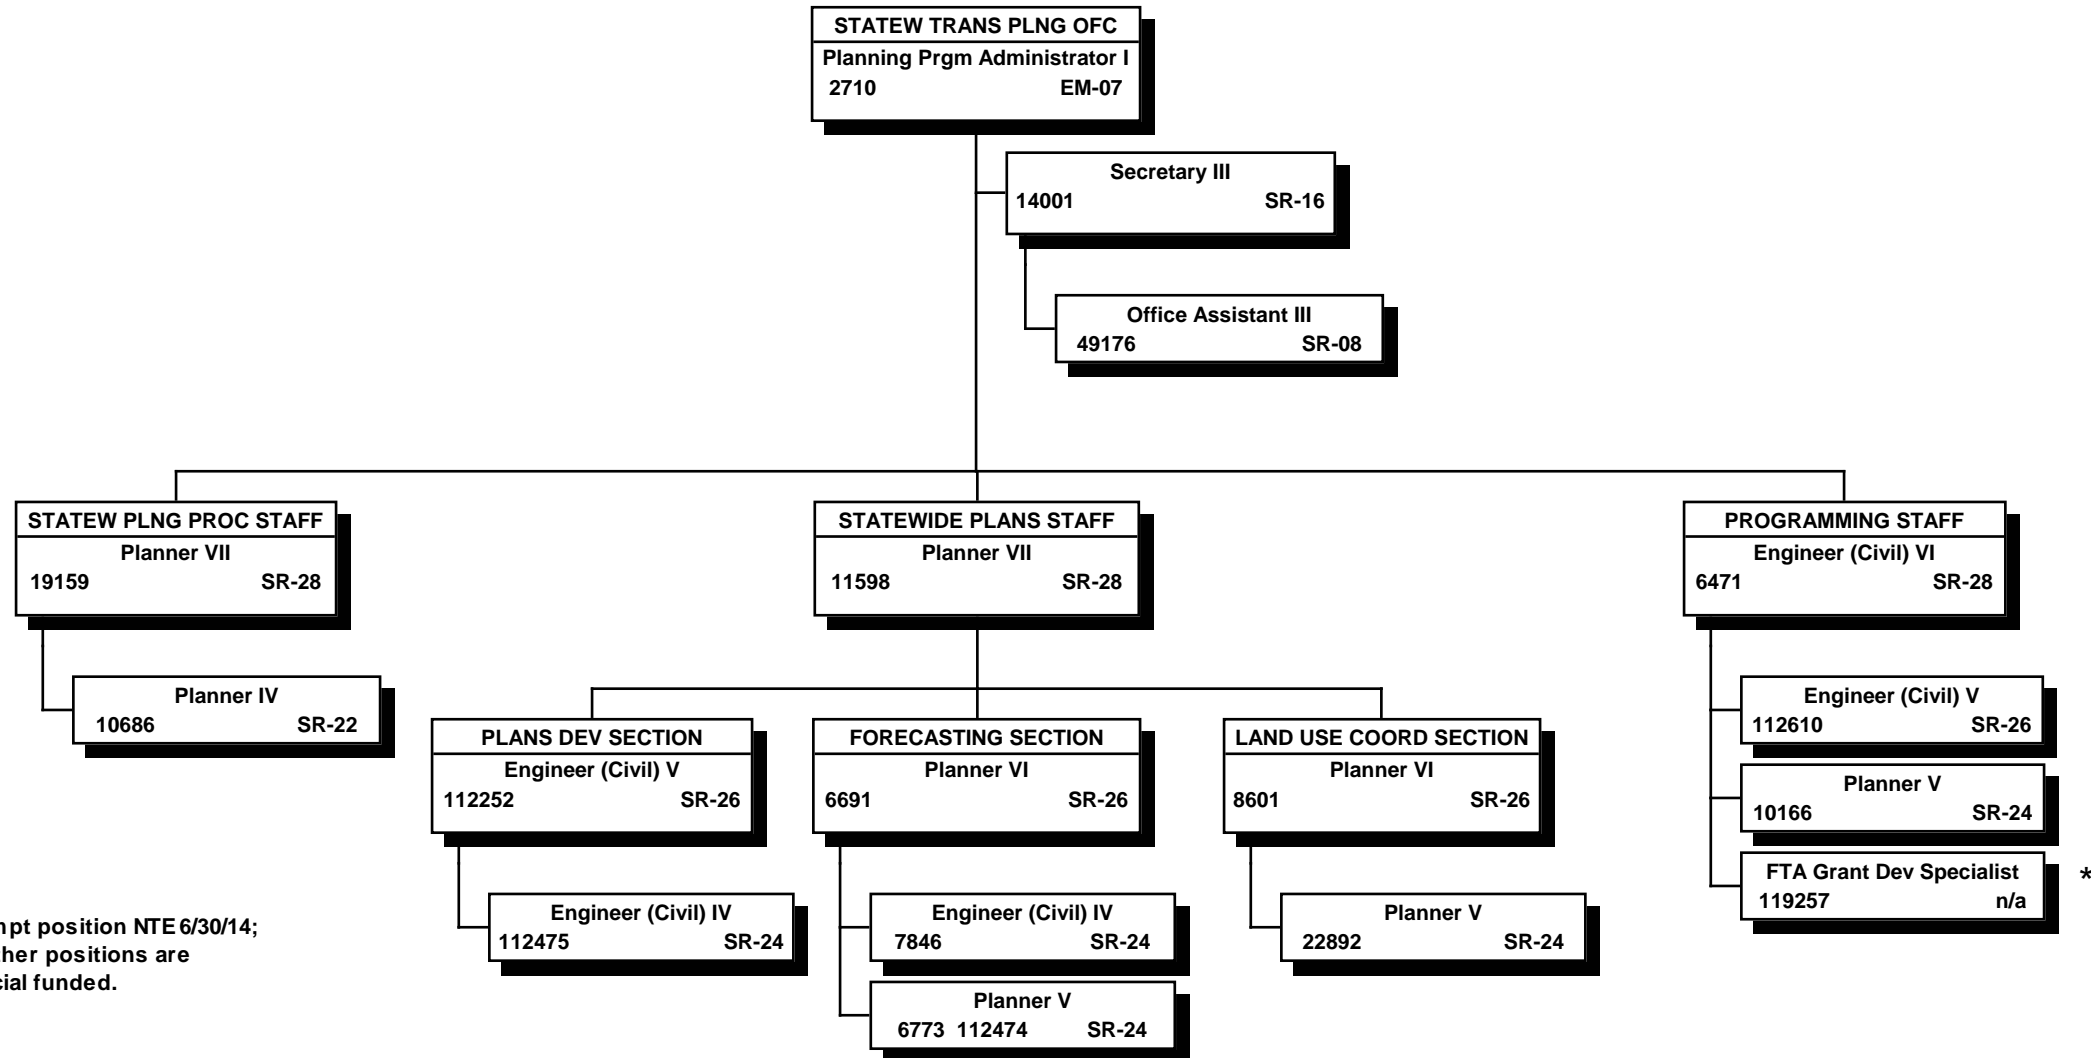 STATEW TRANS PLNG OFC
Planning Prgm Administrator I
2710 EM-07
Secretary III
14001 SR-16
Office Assistant III
49176 SR-08
STATEW PLNG PROC STAFF
Planner VII
19159 SR-28
Planner IV
10686 SR-22
STATEWIDE PLANS STAFF
Planner VII
11598 SR-28
PLANS DEV SECTION
Engineer (Civil) V
112252 SR-26
Engineer (Civil) IV
112475 SR-24
FORECASTING SECTION
Planner VI
6691 SR-26
Engineer (Civil) IV
7846 SR-24
Planner V
6773 112474 SR-24
LAND USE COORD SECTION
Planner VI
8601 SR-26
Planner V
22892 SR-24
PROGRAMMING STAFF
Engineer (Civil) VI
6471 SR-28
Engineer (Civil) V
112610 SR-26
Planner V
10166 SR-24
FTA Grant Dev Specialist *
119257 n/a
position NTE 6/30/14;
positions are
funded.